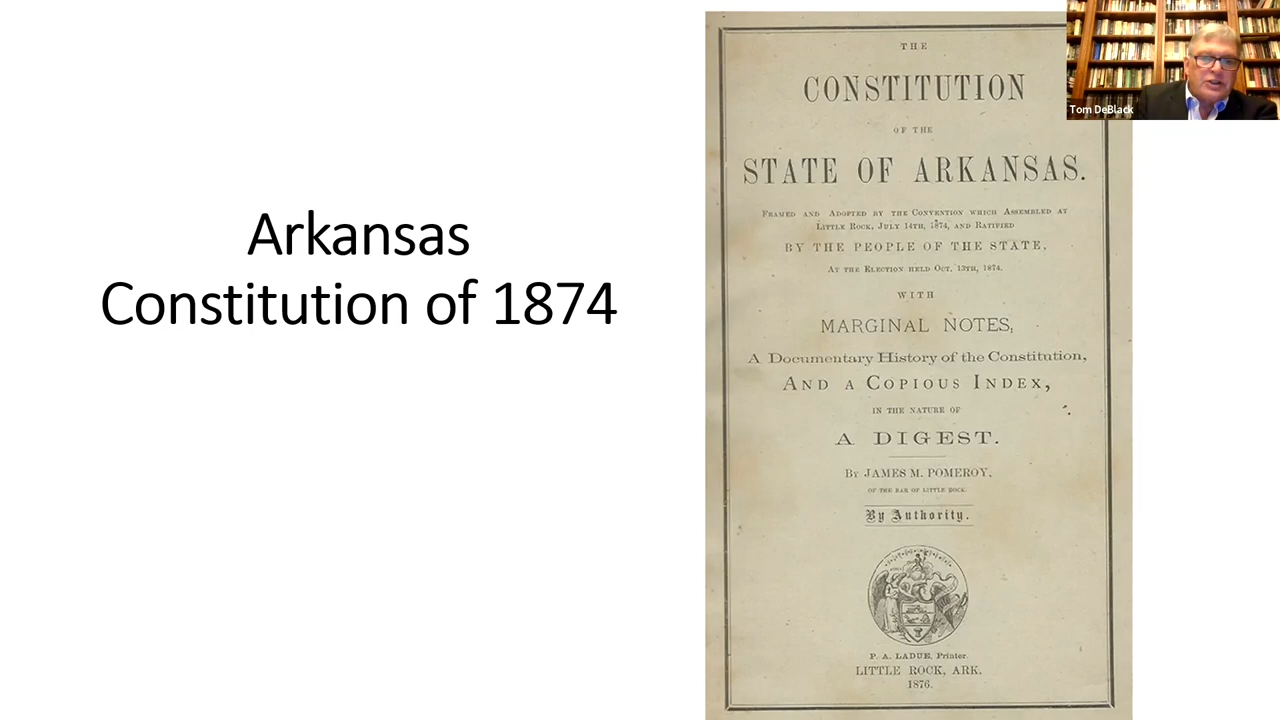 Arkansas
Constitution of 1874
THE
CONSTITUTION
OF THE
STATE OF ARKANSAS.
FRAMED AND ADOPTED BY THE CONVENTION WHICH ASSEMBLED AT
LITTLE ROCK, JULY 14TH, 1874, AND RATIFIED
BY THE PEOPLE OF THE STATE,
AT THE ELECTION HELD OCT, 13TH, 1874.
WITH
MARGINAL NOTES,
A Documentary History of the Constitution,
AND A COPIOUS INDEX,
IN THE NATURE OF
A DIGEST.
BY JAMES M. POMEROY,
OF THE BAR OF LITTLE ROCK.
By Authority.
P. A. LADUE, Printer.
LITTLE ROCK, ARK.
1876.
Tom DeBlack